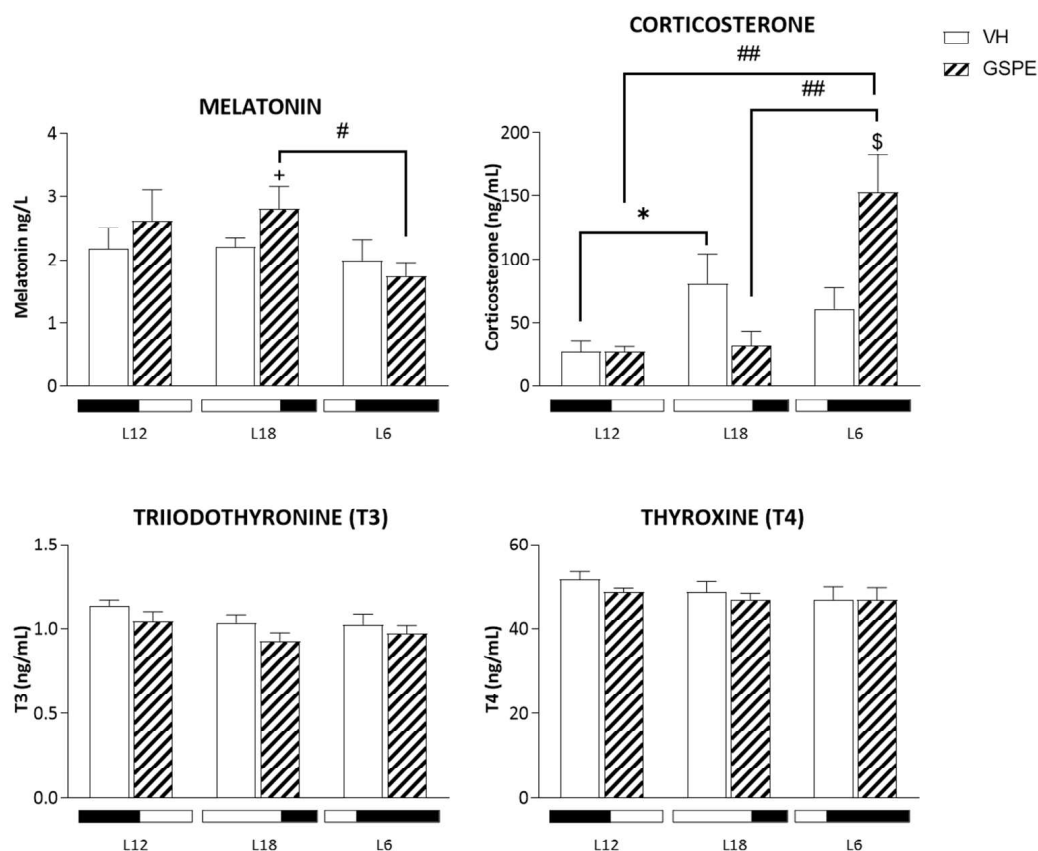 CORTICOSTERONE
VH
GSPE
##
##
MELATONIN
#
+
*
$
Melatonin ng/L
4
3
2
1
0
L12
L18
L6
Corticosterone (ng/mL)
200
150
100
50
0
L12
L18
L6
TRIIODOTHYRONINE (T3)
T3 (ng/mL)
1.5
1.0
0.5
0.0
L12
L18
L6
THYROXINE (T4)
T4 (ng/mL)
60
40
20
0
L12
L18
L6